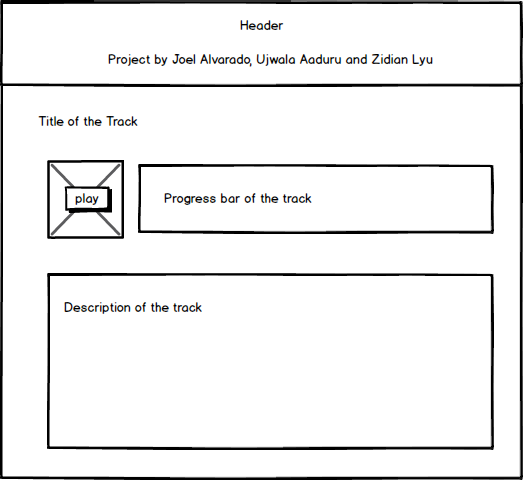 Header
Project by Joel Alvarado, Ujwala Aaduru and Zidian Lyu
Title of the Track
play
Progress bar of the track
Description of the track